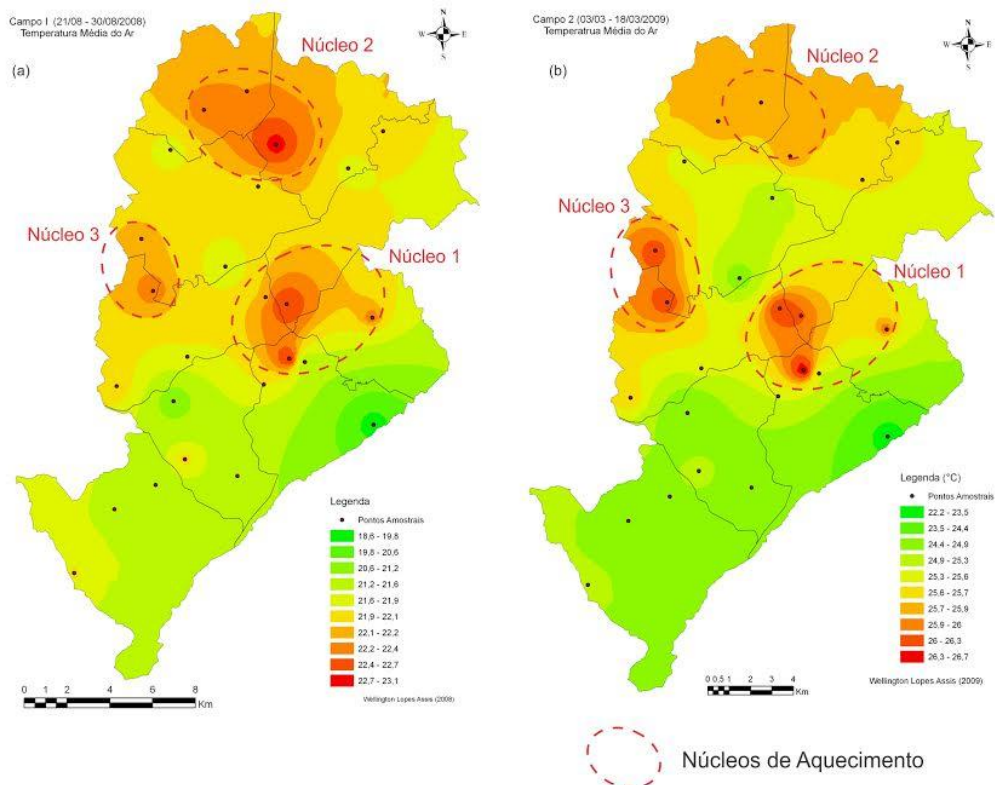 Campo I (21/08 - 30/08/2008)
Temperatura Média do Ar
(a)
N
W
E
S
Núcleo 2
Núcleo 3
Núcleo 1
Legenda
Pontos Amostrais
18,6 - 19,8
19,8 - 20,6
20,6 - 21,2
21,2 - 21,6
21,6 - 21,9
21,9 - 22,1
22,1 - 22,2
22,2 - 22,4
22,4 - 22,7
22,7 - 23,1
0 1 2 4 6 8
Km
Wellington Lopes Assis (2008)
Campo 2 (03/03 - 18/03/2009)
Temperatrua Média do Ar
(b)
N
W
E
S
Núcleo 2
Núcleo 3
Núcleo 1
Legenda (°C)
Pontos Amostrais
22,2 - 23,5
23,5 - 24,4
24,4 - 24,9
24,9 - 25,3
25,3 - 25,6
25,6 - 25,7
25,7 - 25,9
25,9 - 26
26 - 26,3
26,3 - 26,7
0 0,5 1 2 3 4
Km
Wellington Lopes Assis (2009)
Núcleos de Aquecimento